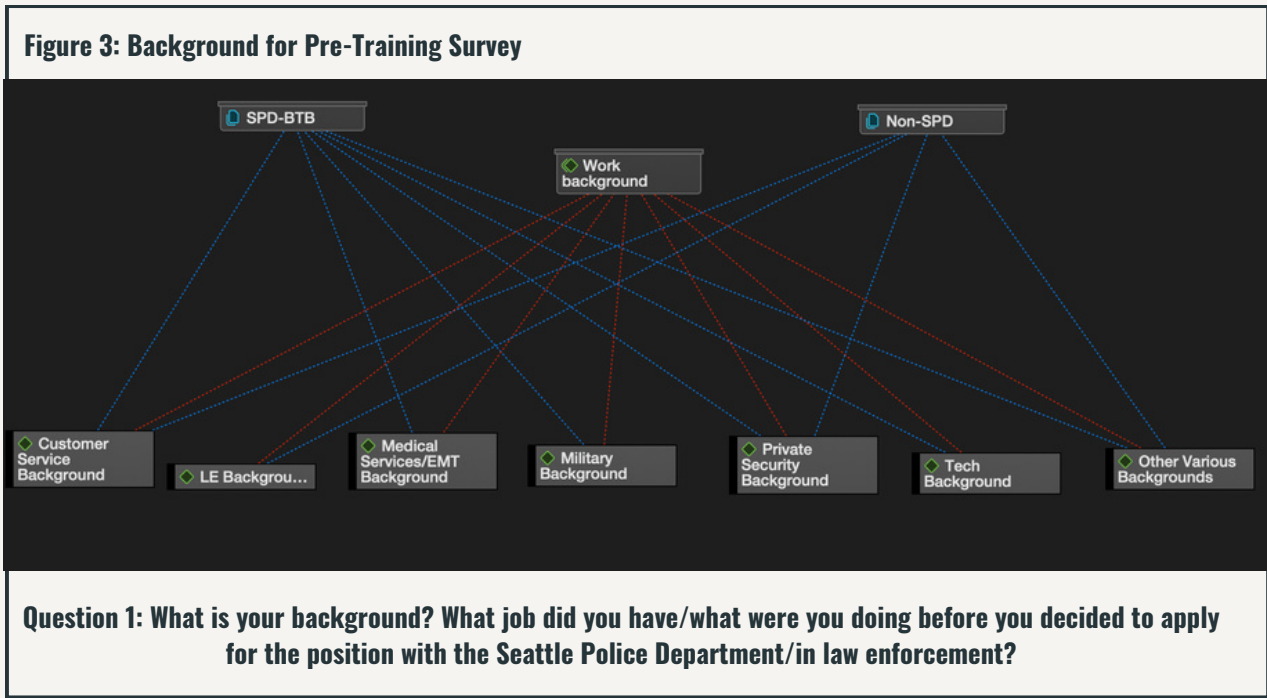 Figure 3: Background for Pre-Training Survey
SPD-BTB
Non-SPD
Work
background
Customer
Service
Background
LE Backgrou...
Medical
Services/EMT
Background
Military
Background
Private
Security
Background
Tech
Background
Other Various
Backgrounds
Question 1: What is your background? What job did you have/what were you doing before you decided to apply
for the position with the Seattle Police Department/in law enforcement?